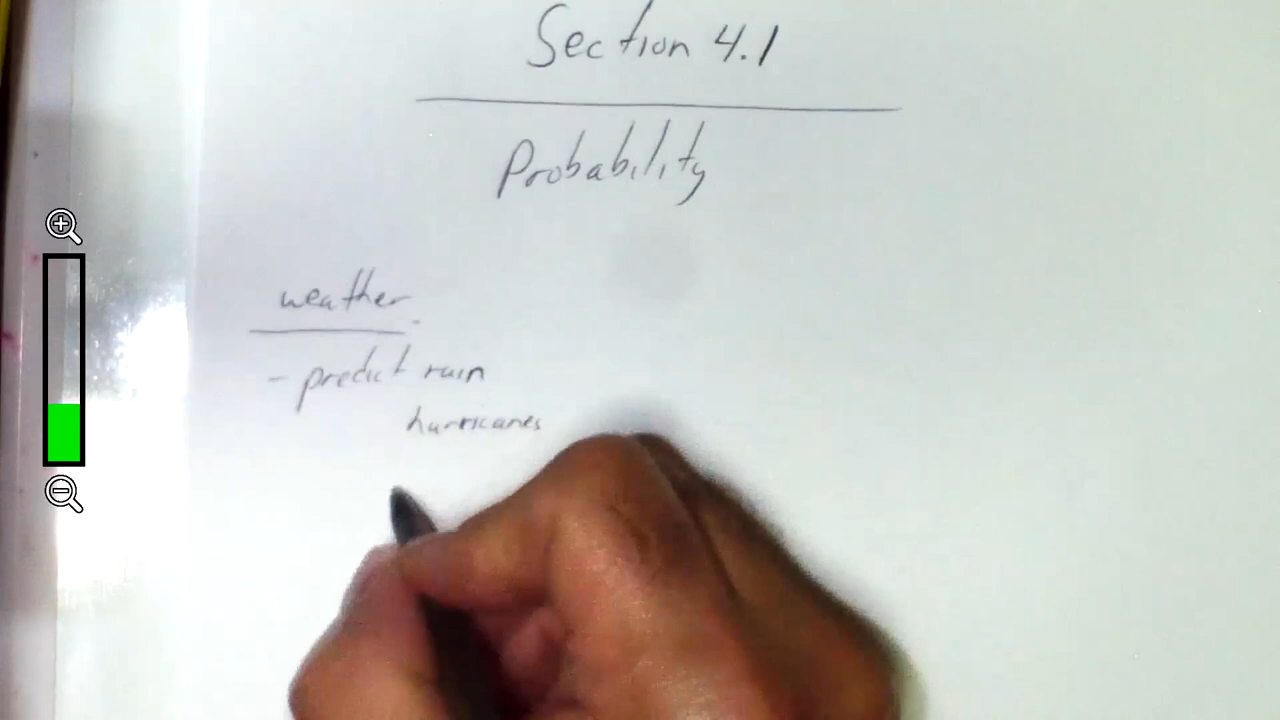 Section 4.1
Probability
weather
- predict rain
hurricanes